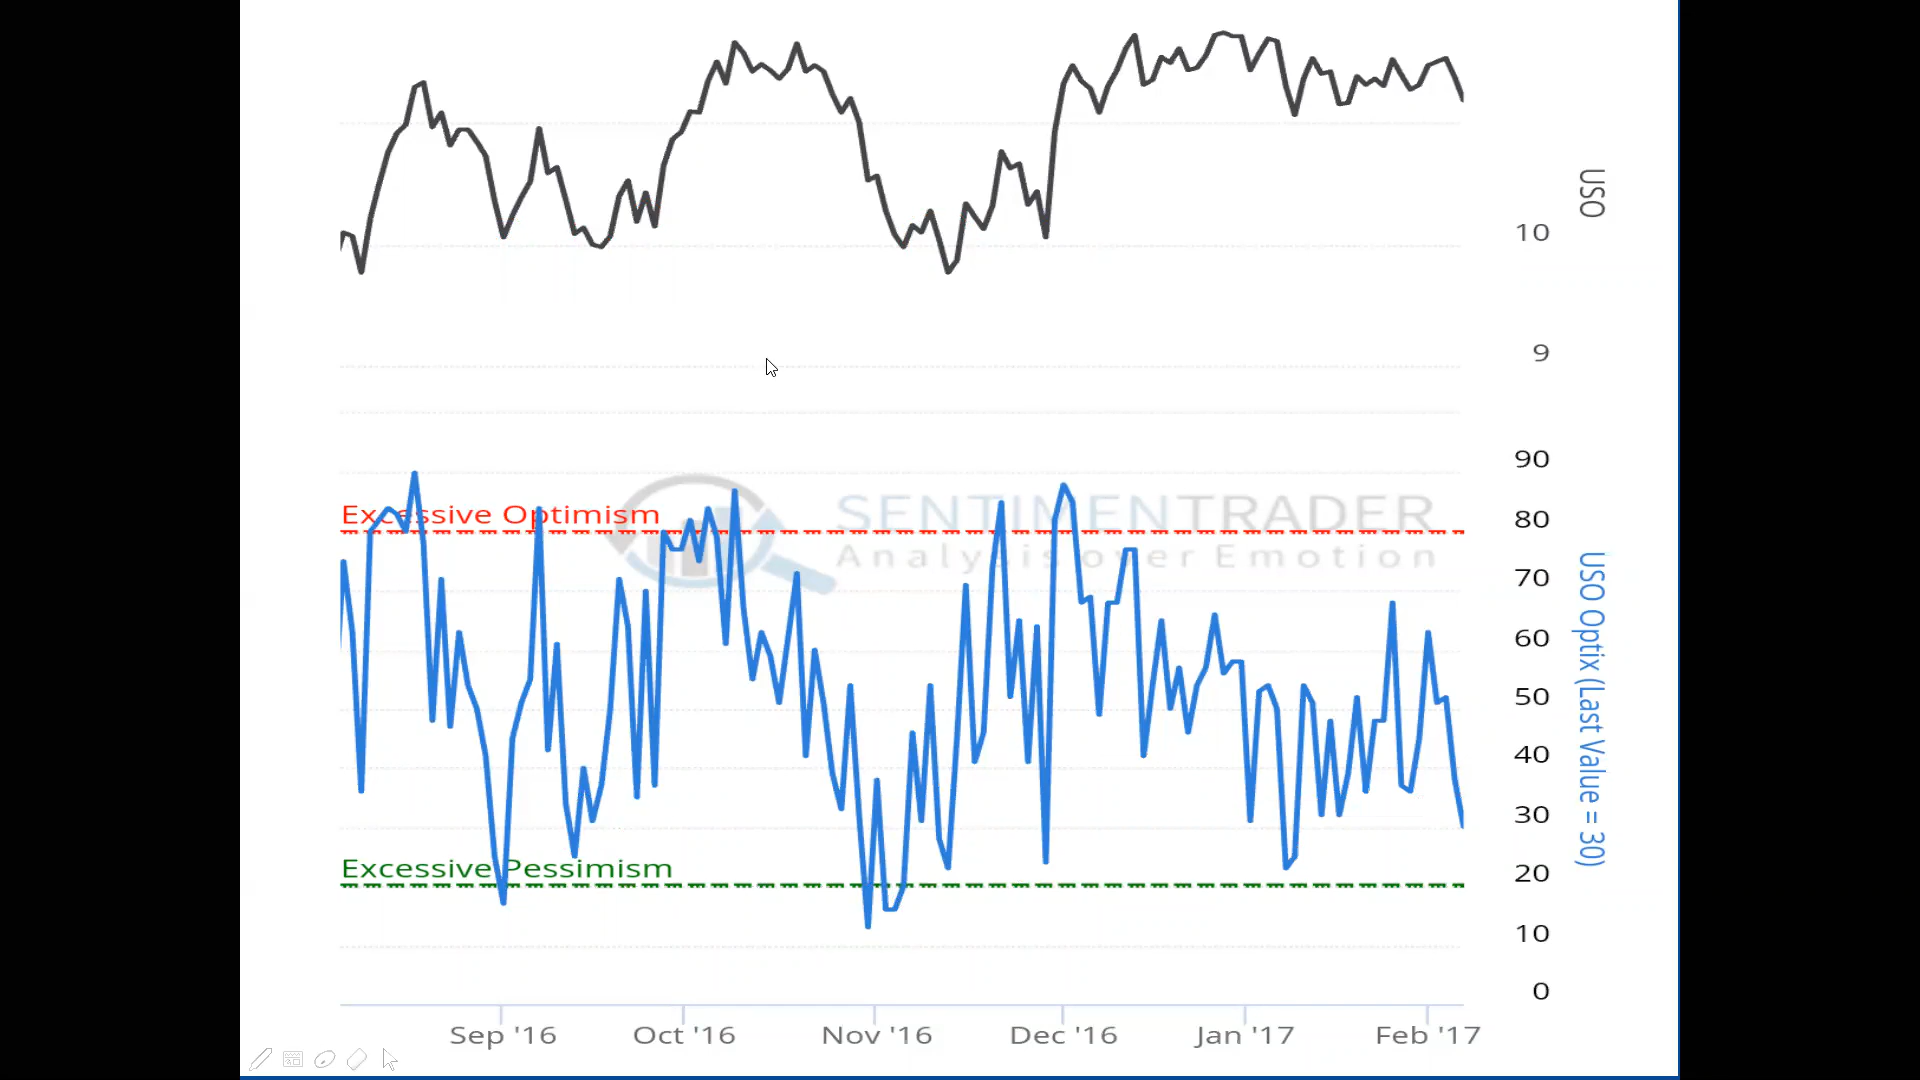 USO
10
9
90
SENTIMENTRADER
Excessive Optimism
80
Analysis over Emotion
70
60
50
40
30
Excessive Pessimism
20
10
0
USO Optix (Last Value = 30)
Sep '16 Oct '16 Nov '16 Dec '16 Jan '17 Feb '17